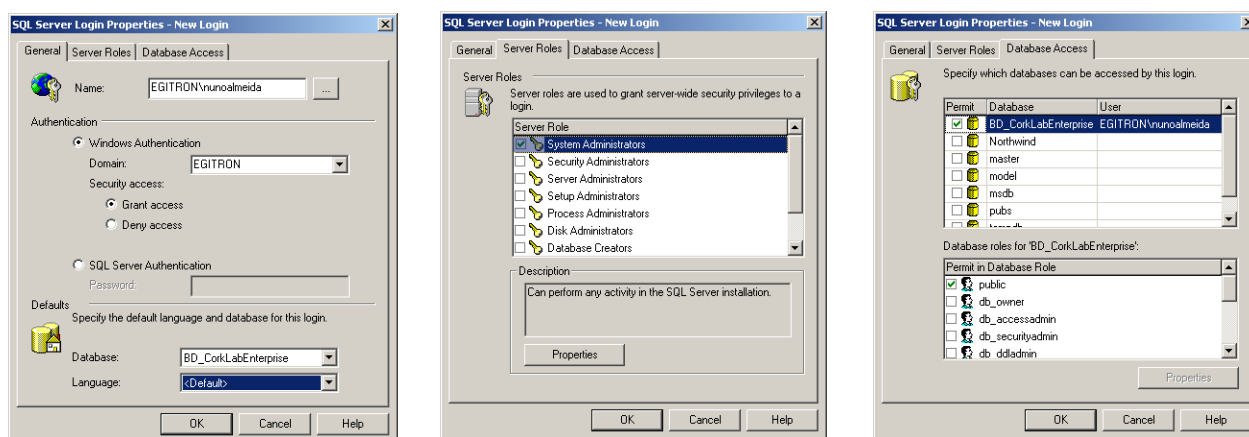 SQL Server Login Properties - New Login
General Server Roles Database Access
Name: EGITRON\nunoalmeida ...
Authentication
Windows Authentication
Domain: EGITRON
Security access:
Grant access
Deny access
SQL Server Authentication
Password:
Defaults
Specify the default language and database for this login.
Database: BD_CorkLabEnterprise
Language: <Default>
OK Cancel Help
SQL Server Login Properties - New Login
General Server Roles Database Access
Server Roles
Server roles are used to grant server-wide security privileges to a
login.
Server Role
System Administrators
Security Administrators
Server Administrators
Setup Administrators
Process Administrators
Disk Administrators
Database Creators
Description
Can perform any activity in the SQL Server installation.
Properties
OK Cancel Help
SQL Server Login Properties - New Login
General Server Roles Database Access
Specify which databases can be accessed by this login.
Permit Database User
BD_CorkLabEnterprise EGITRON\nunoalmeida
Northwind
master
model
msdb
pubs
Database roles for 'BD_CorkLabEnterprise':
Permit in Database Role
public
db_owner
db_accessadmin
db_securityadmin
db_ddladmin
Properties
OK Cancel Help